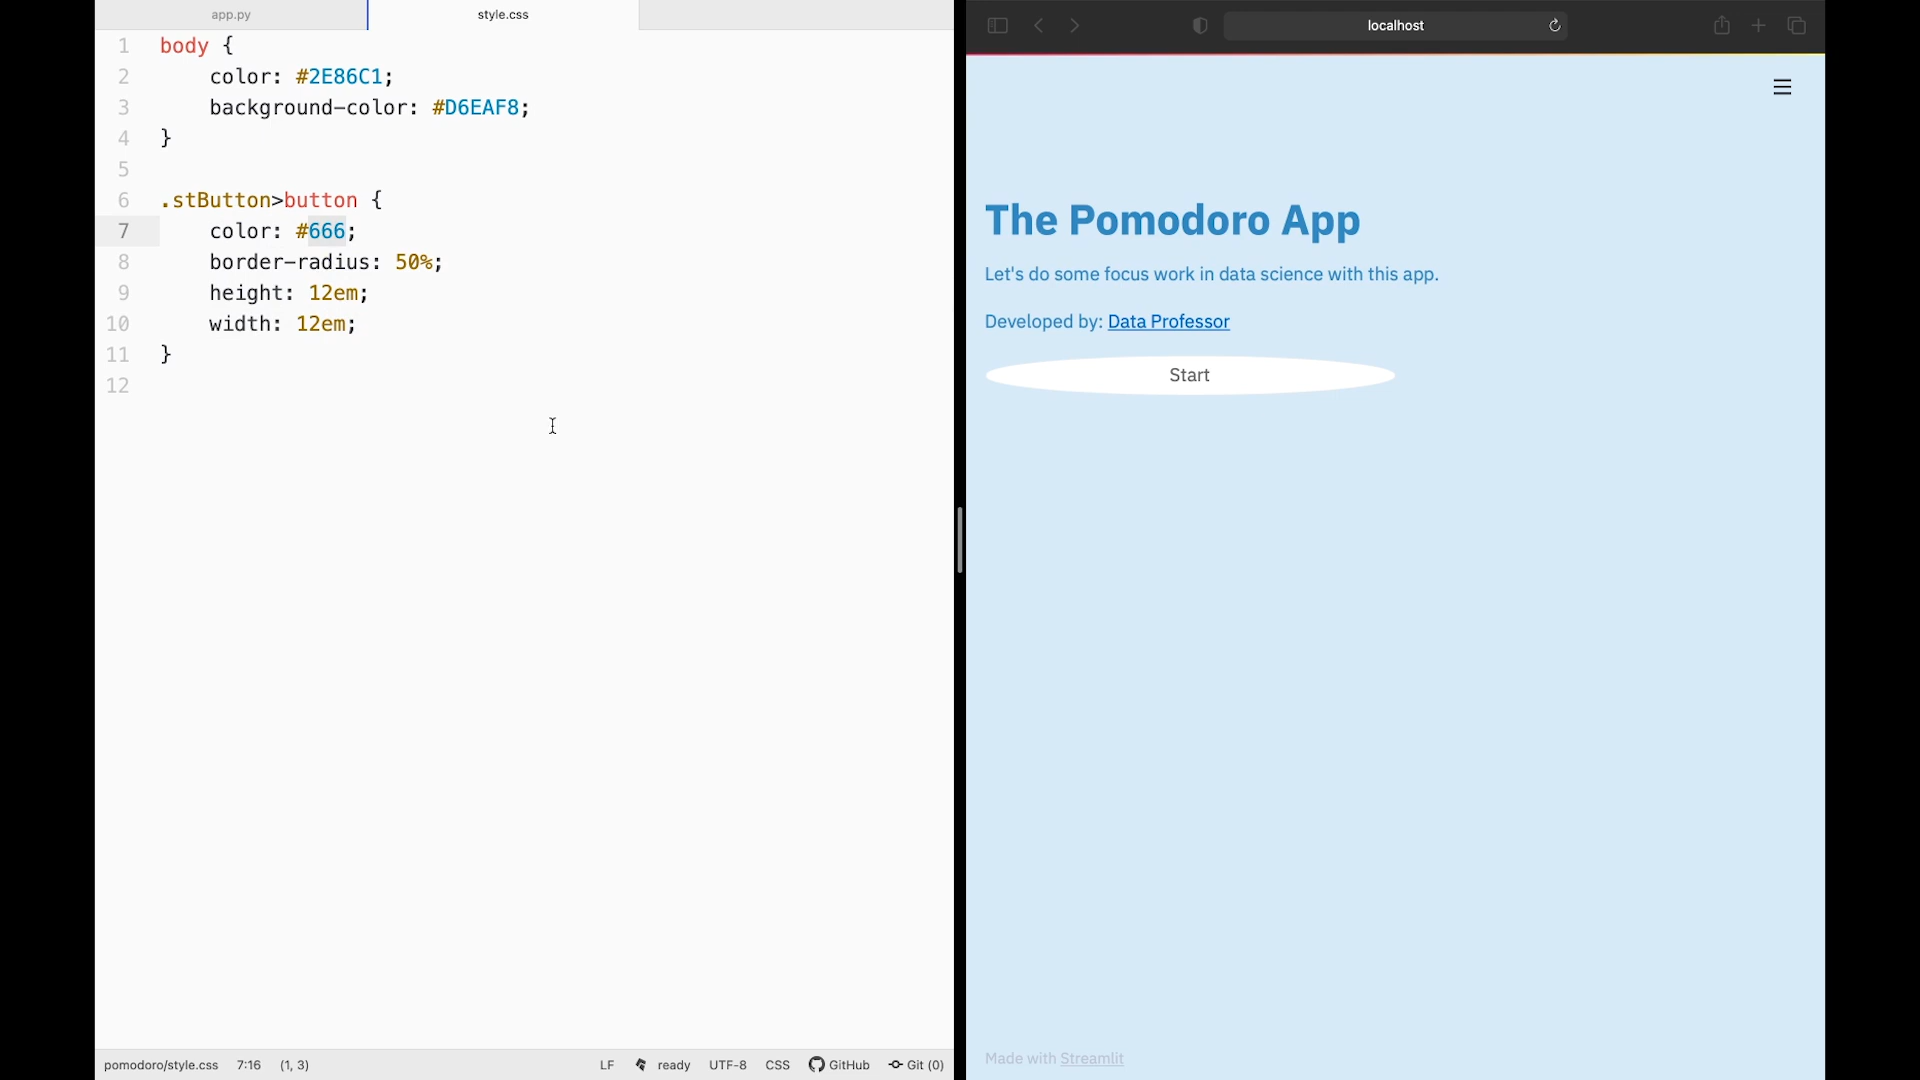 app.py
style.css
1 body {
2 color: #2E86C1;
3 background-color: #D6EAF8;
4 }
5
6 .stButton>button {
7 color: #666;
8 border-radius: 50%;
9 height: 12em;
10 width: 12em;
11 }
12
pomodoro/style.css 7:16 (1, 3) LF ready UTF-8 CSS GitHub Git (0)
localhost
The Pomodoro App
Let's do some focus work in data science with this app.
Developed by: Data Professor
Start
Made with Streamlit